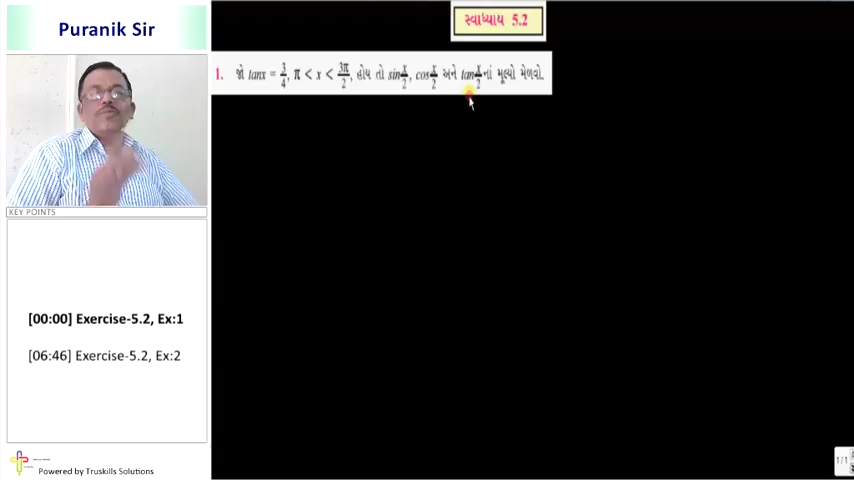 Puranik Sir
સ્વાધ્યાય 5.2
1. જો tanx = 3/4, π < x < 3π/2, હોય તો sin x/2, cos x/2 અને tan x/2 નાં મૂલ્યો મેળવો.
KEY POINTS
[00:00] Exercise-5.2, Ex:1
[06:46] Exercise-5.2, Ex:2
Powered by Truskills Solutions
1/1